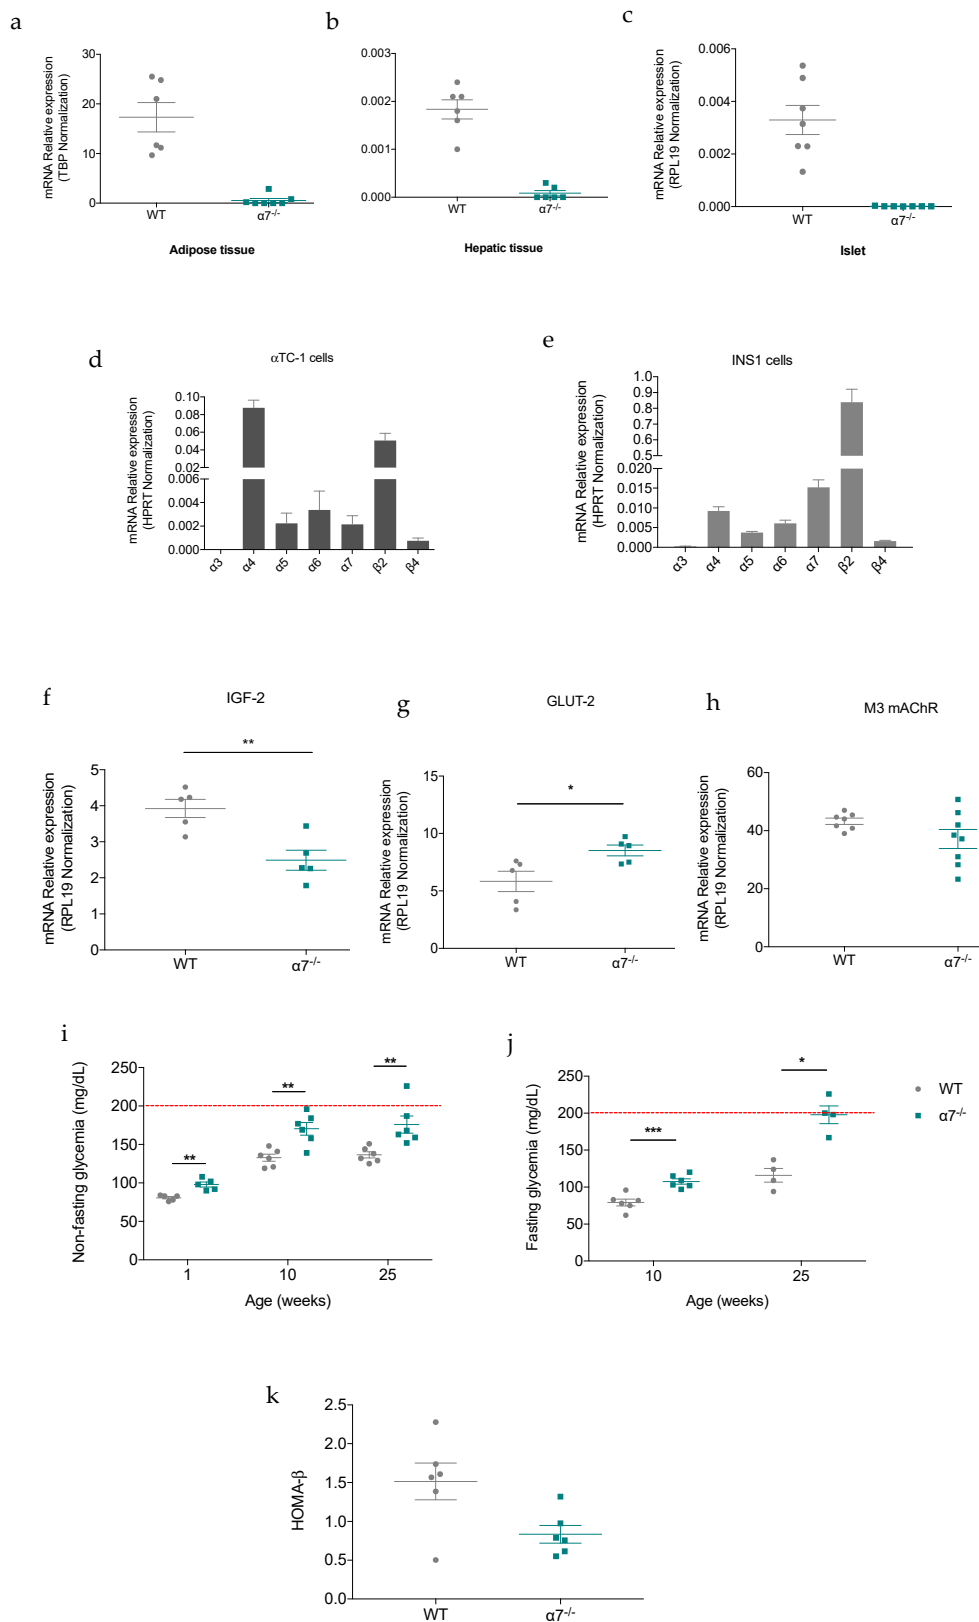 a
mRNA Relative expression
(TBP Normalization)
30
20
10
0
WT
α7-/-
Adipose tissue
b
0.003
0.002
0.001
0.000
WT
α7-/-
Hepatic tissue
c
mRNA Relative expression
(RPL19 Normalization)
0.006
0.004
0.002
0.000
WT
α7-/-
Islet
d
αTC-1 cells
mRNA Relative expression
(HPRT Normalization)
0.10
0.08
0.06
0.04
0.02
0.006
0.004
0.002
0.000
α3
α4
α5
α6
α7
β2
β4
e
INS1 cells
mRNA Relative expression
(HPRT Normalization)
1.0
0.9
0.8
0.7
0.6
0.5
0.020
0.015
0.010
0.005
0.000
α3
α4
α5
α6
α7
β2
β4
f
IGF-2
**
mRNA Relative expression
(RPL19 Normalization)
5
4
3
2
1
0
WT
α7-/-
g
GLUT-2
*
mRNA Relative expression
(RPL19 Normalization)
15
10
5
0
WT
α7-/-
h
M3 mAChR
mRNA Relative expression
(RPL19 Normalization)
60
40
20
0
WT
α7-/-
i
Non-fasting glycemia (mg/dL)
250
200
150
100
50
0
**
**
**
1
10
25
Age (weeks)
j
Fasting glycemia (mg/dL)
250
200
150
100
50
0
***
*
10
25
Age (weeks)
WT
α7-/-
k
HOMA-β
2.5
2.0
1.5
1.0
0.5
0.0
WT
α7-/-